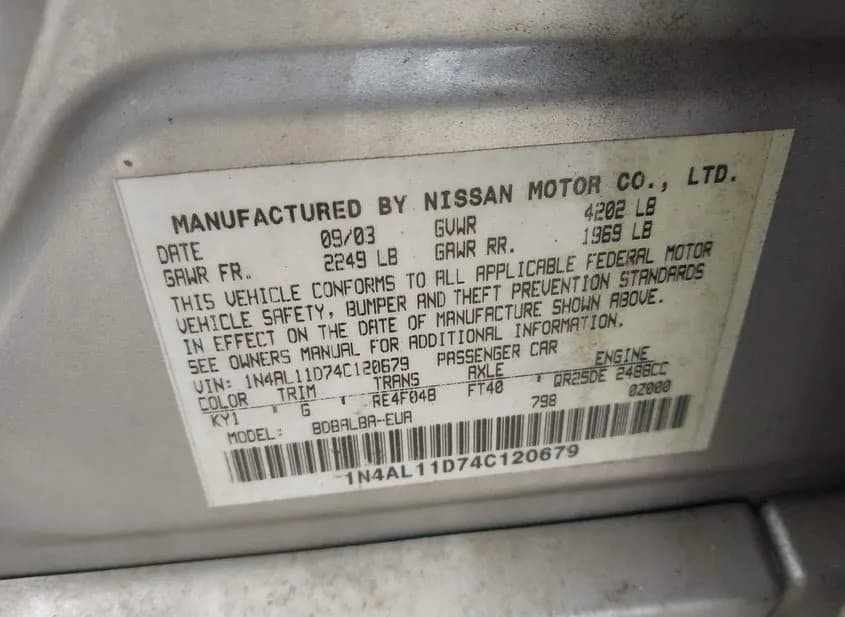 MANUFACTURED BY NISSAN MOTOR CO., LTD.
DATE 09/03 GVWR 4202 LB
GAWR FR. 2249 LB GAWR RR. 1969 LB
THIS VEHICLE CONFORMS TO ALL APPLICABLE FEDERAL MOTOR
VEHICLE SAFETY, BUMPER AND THEFT PREVENTION STANDARDS
IN EFFECT ON THE DATE OF MANUFACTURE SHOWN ABOVE.
SEE OWNERS MANUAL FOR ADDITIONAL INFORMATION.
VIN: 1N4AL11D74C120679 PASSENGER CAR
COLOR TRIM TRANS AXLE ENGINE
KY1 G RE4F04B FT40 QR25DE 2488CC
MODEL: BDBALBA-EUA 798 0Z000
1N4AL11D74C120679